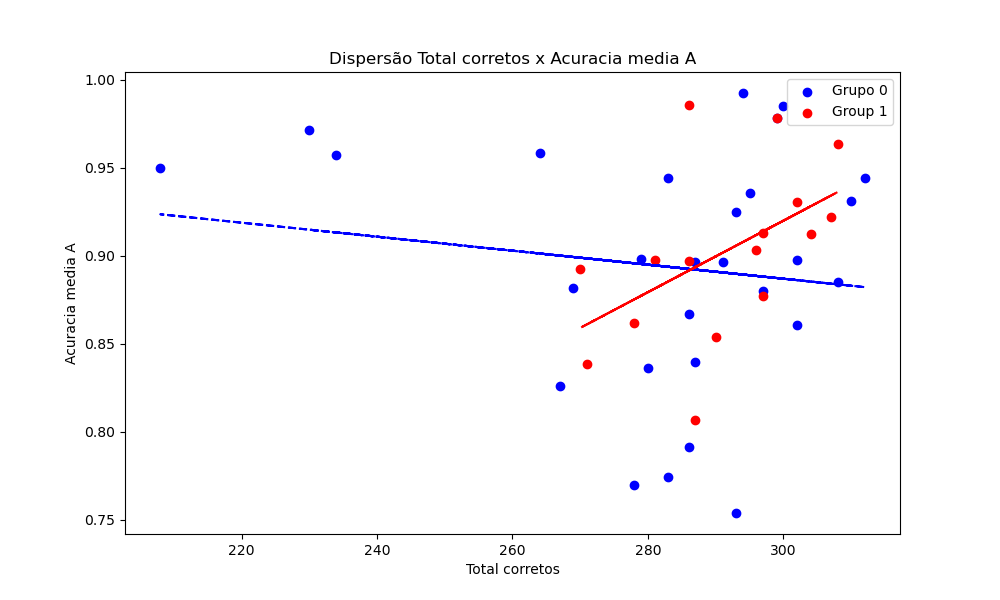 Dispersão Total corretos x Acuracia media A
Grupo 0
Group 1
Acuracia media A
1.00
0.95
0.90
0.85
0.80
0.75
220 240 260 280 300
Total corretos